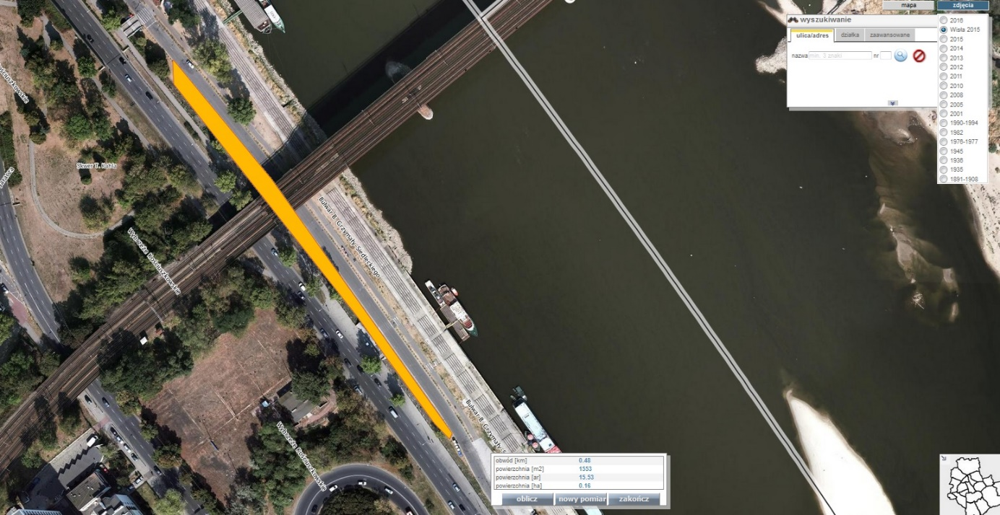 mapa
zdjęcia
wyszukiwanie
ulica/adres
działka
zaawansowane
nazwa
min. 3 znaki
nr
2016
Wisła 2015
2015
2014
2013
2012
2011
2010
2008
2005
2001
1990-1994
1982
1976-1977
1945
1936
1935
1891-1908
Skwer T. Kahla
Wybrzeże Kościuszkowskie
Bulwar B. Grzymały-Siedleckiego
Bulwar B. Grzymały-S
Wybrzeże Kościuszkowskie
obwód [km] 0.48
powierzchnia [m2] 1553
powierzchnia [ar] 15.53
powierzchnia [ha] 0.16
oblicz
nowy pomiar
zakończ